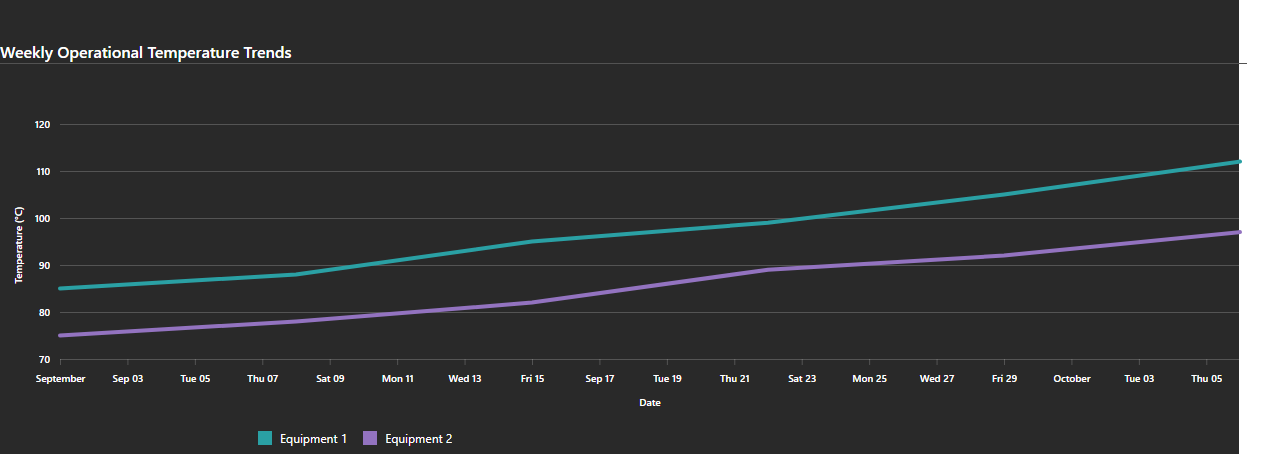 Weekly Operational Temperature Trends
120
110
100
90
80
70
Temperature (°C)
September Sep 03 Tue 05 Thu 07 Sat 09 Mon 11 Wed 13 Fri 15 Sep 17 Tue 19 Thu 21 Sat 23 Mon 25 Wed 27 Fri 29 October Tue 03 Thu 05
Date
Equipment 1 Equipment 2